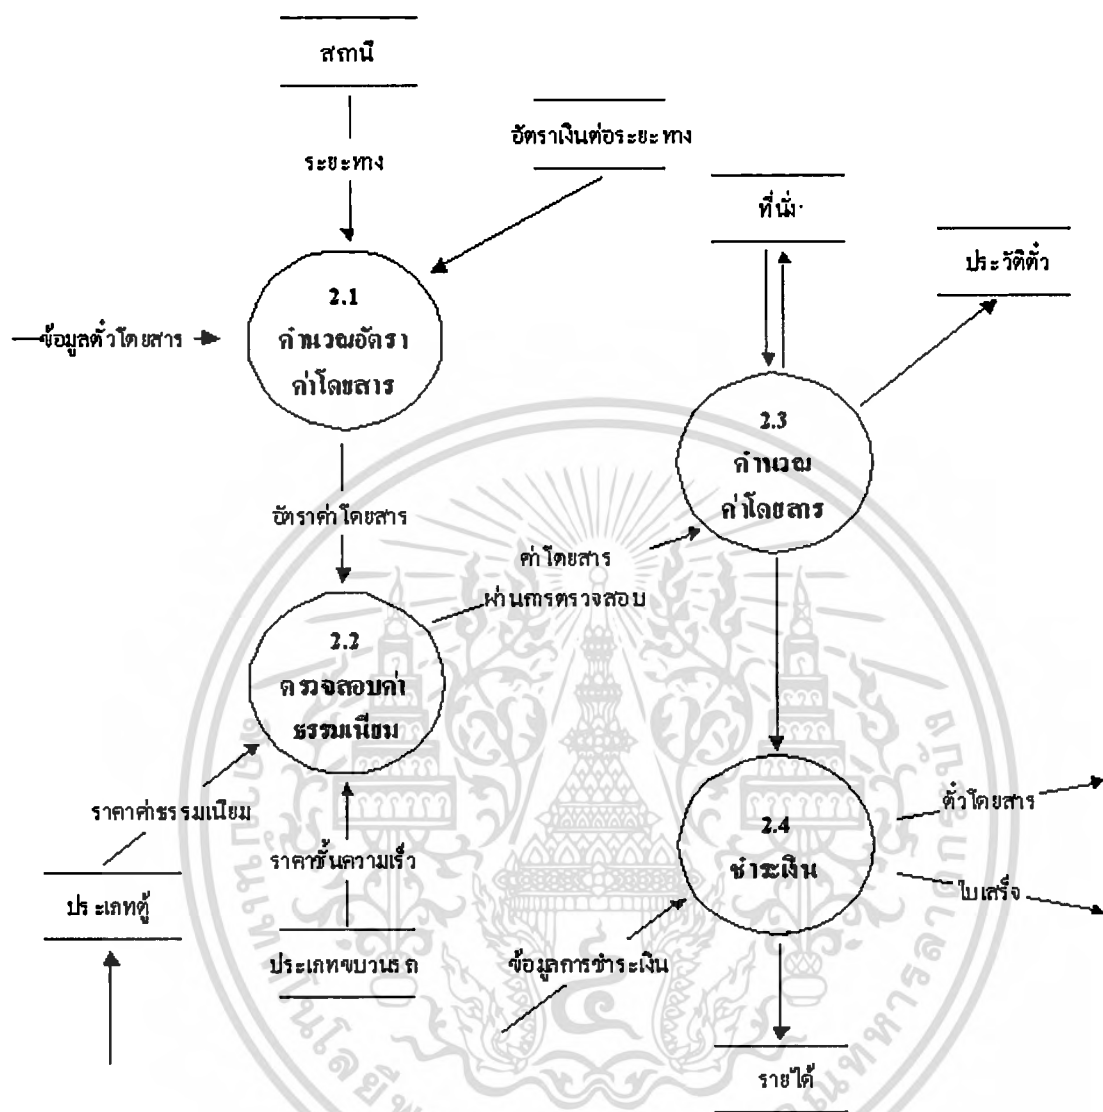 สถานี
อัตราเงินต่อระยะทาง
ระยะทาง
ที่นั่ง
ประวัติตั๋ว
2.1
คำนวณอัตรา
ค่าโดยสาร
ข้อมูลตั๋วโดยสาร
2.3
คำนวณ
ค่าโดยสาร
อัตราค่าโดยสาร
ค่าโดยสาร
ผ่านการตรวจสอบ
2.2
ตรวจสอบค่า
ธรรมเนียม
ราคาค่าธรรมเนียม
ราคาชั้นความเร็ว
2.4
ชำระเงิน
ตั๋วโดยสาร
ใบเสร็จ
ประเภทตู้
ประเภทขบวนรถ
ข้อมูลการชำระเงิน
รายได้